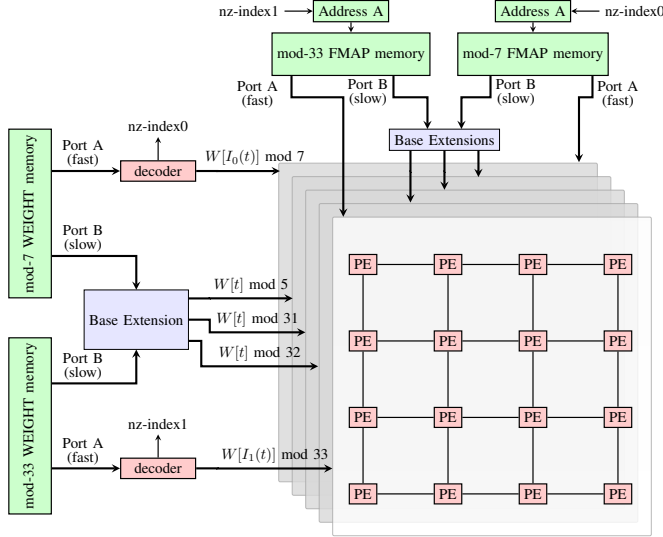 nz-index1
Address A
Address A
nz-index0
mod-33 FMAP memory
mod-7 FMAP memory
Port A
(fast)
Port B
(slow)
Port B
(slow)
Port A
(fast)
Base Extensions
mod-7 WEIGHT memory
Port A
(fast)
nz-index0
decoder
W[I₀(t)] mod 7
Port B
(slow)
Base Extension
W[t] mod 5
W[t] mod 31
W[t] mod 32
mod-33 WEIGHT memory
Port B
(slow)
Port A
(fast)
nz-index1
decoder
W[I₁(t)] mod 33
PE PE PE PE
PE PE PE PE
PE PE PE PE
PE PE PE PE